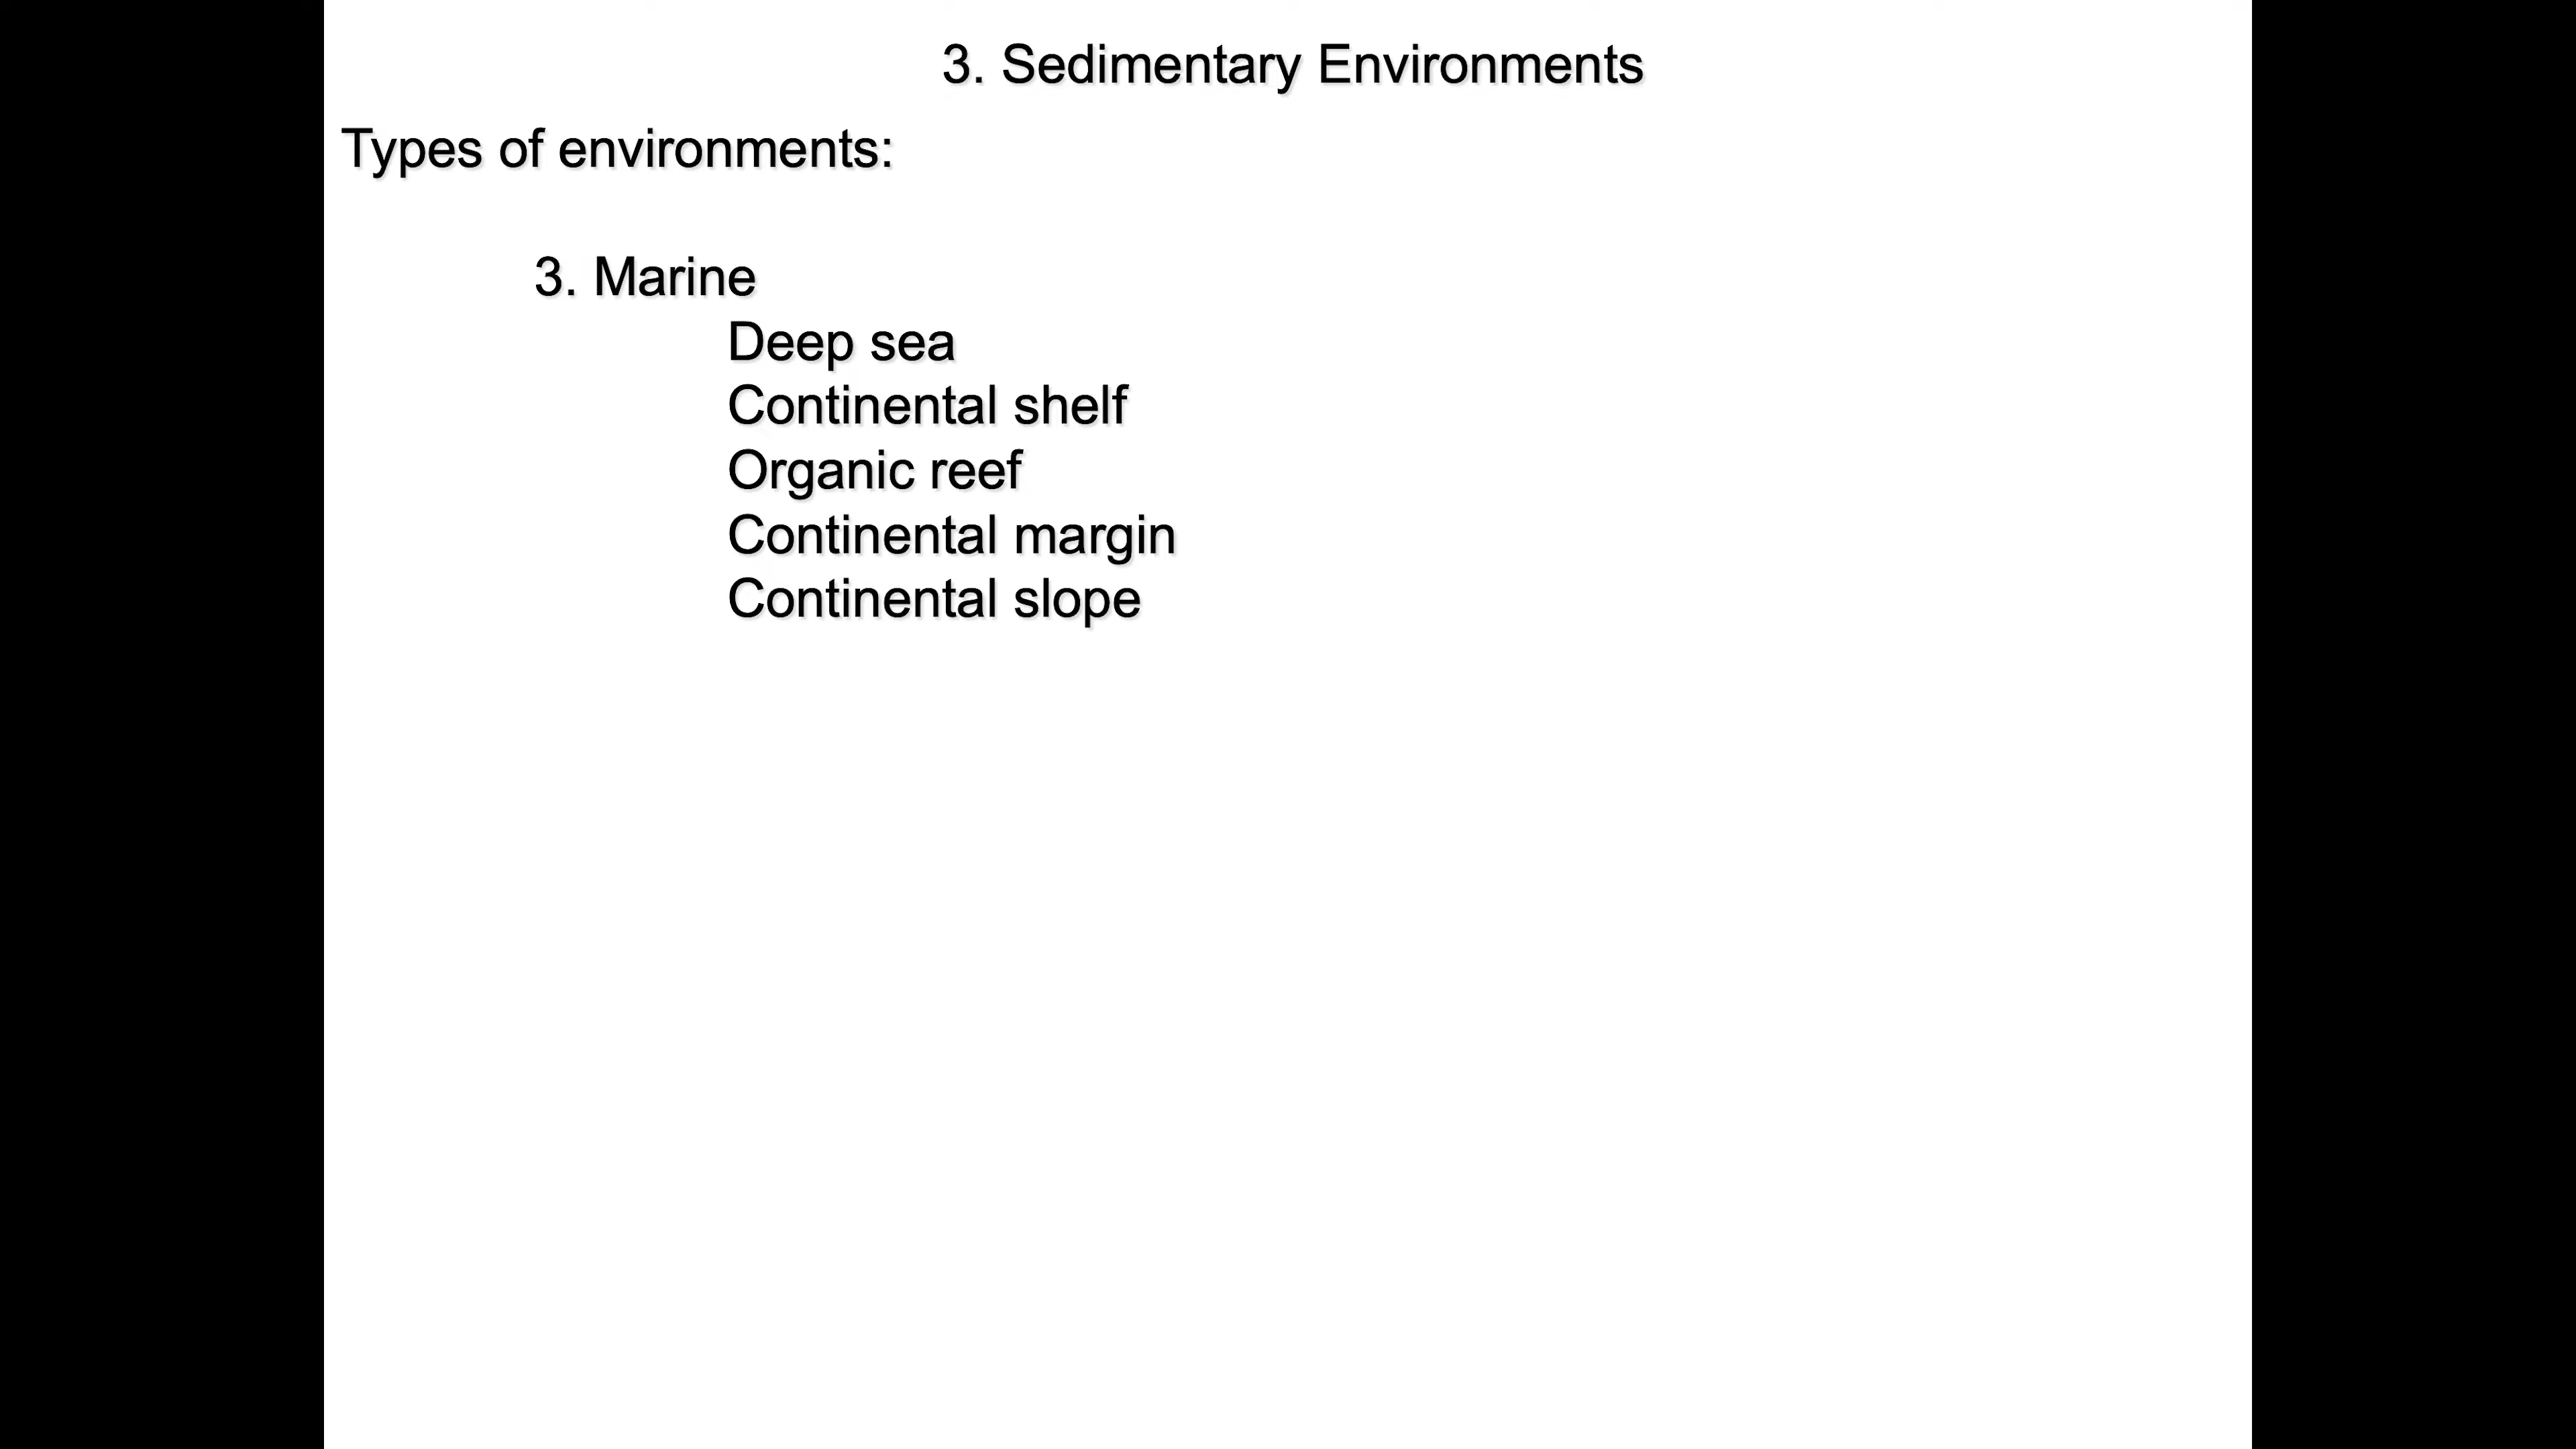 3. Sedimentary Environments
Types of environments:
3. Marine
Deep sea
Continental shelf
Organic reef
Continental margin
Continental slope